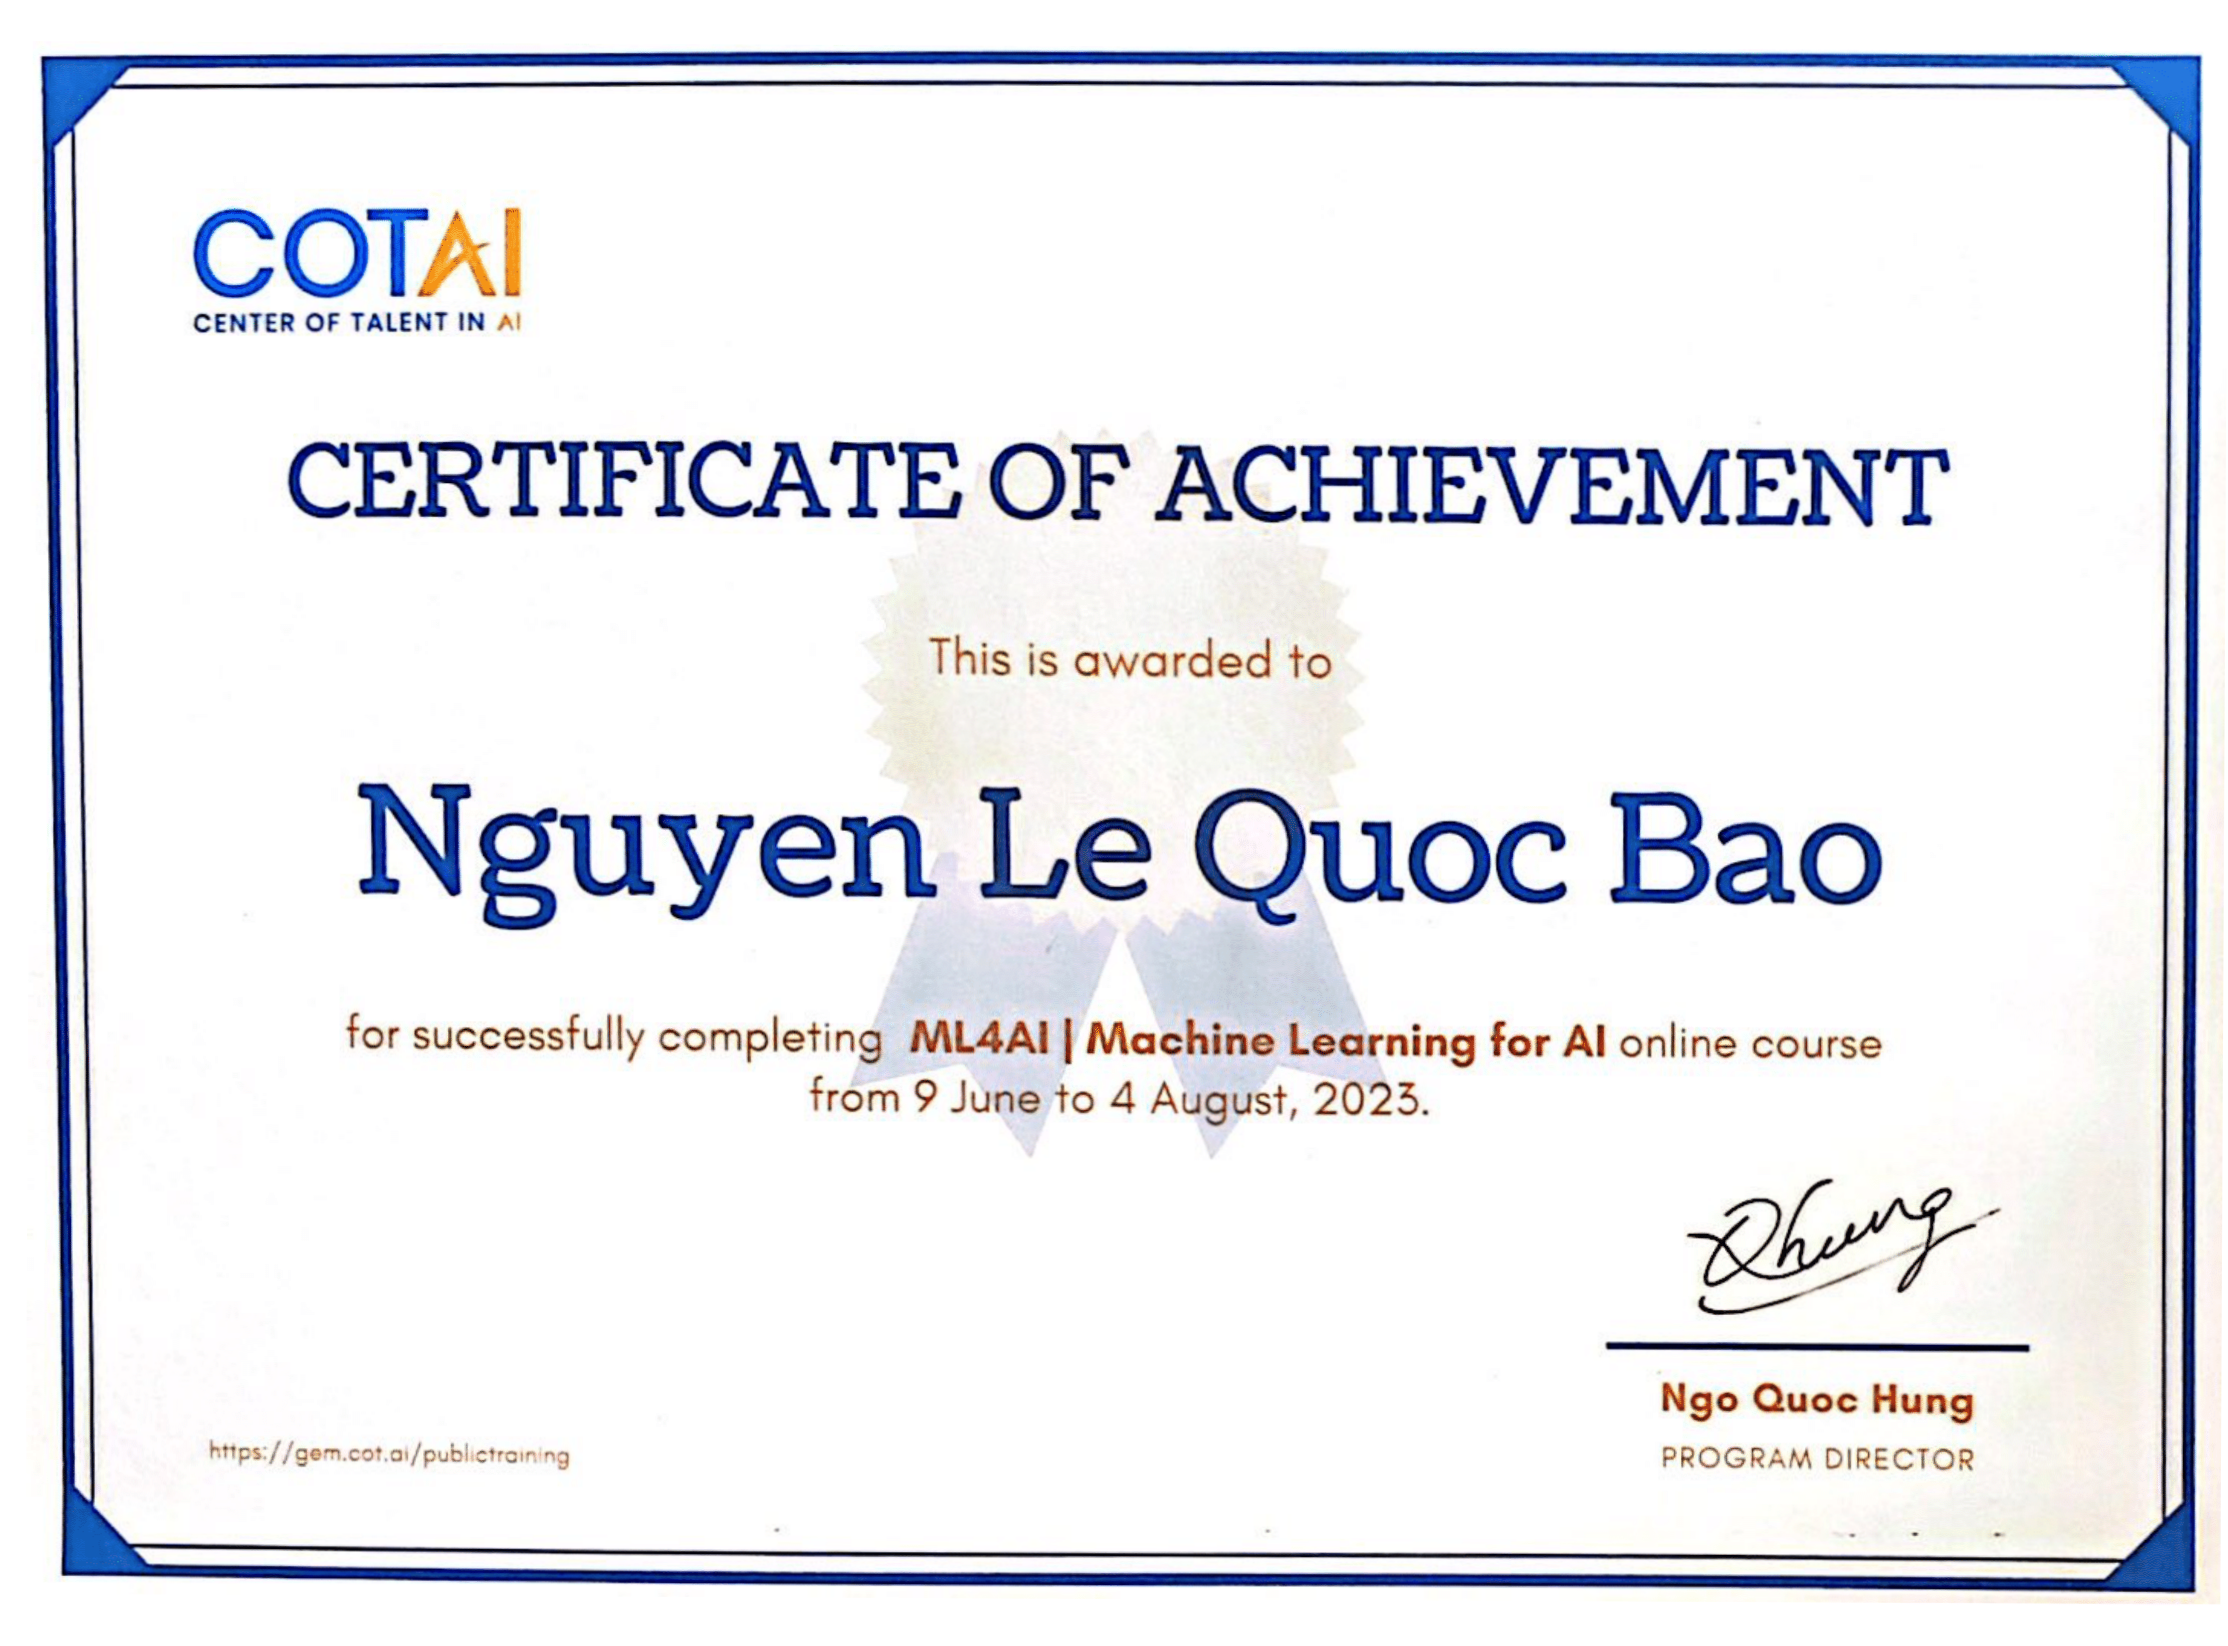 COTAI
CENTER OF TALENT IN AI
CERTIFICATE OF ACHIEVEMENT
This is awarded to
Nguyen Le Quoc Bao
for successfully completing ML4AI | Machine Learning for AI online course
from 9 June to 4 August, 2023.
Qhung
Ngo Quoc Hung
PROGRAM DIRECTOR
https://gem.cot.ai/publictraining